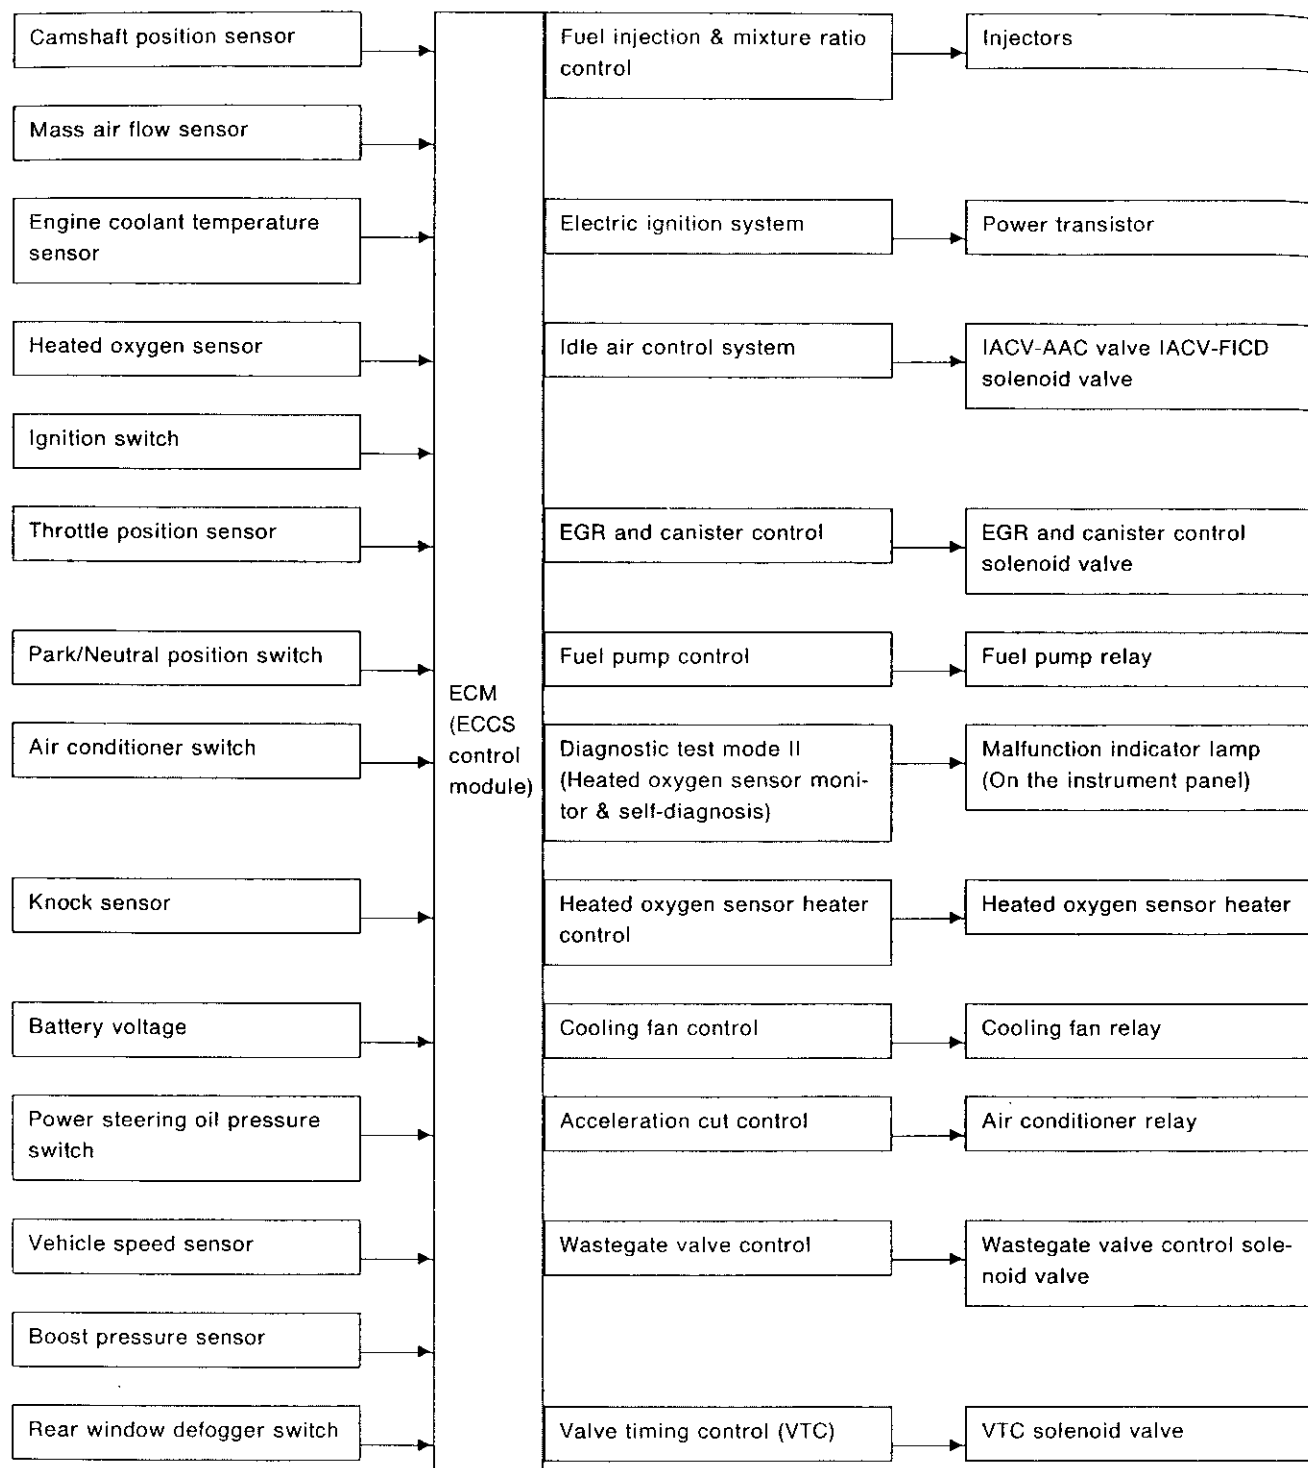 Camshaft position sensor
Mass air flow sensor
Engine coolant temperature
sensor
Heated oxygen sensor
Ignition switch
Throttle position sensor
Park/Neutral position switch
Air conditioner switch
Knock sensor
Battery voltage
Power steering oil pressure
switch
Vehicle speed sensor
Boost pressure sensor
Rear window defogger switch
ECM
(ECCS
control
module)
Fuel injection & mixture ratio
control
Electric ignition system
Idle air control system
EGR and canister control
Fuel pump control
Diagnostic test mode II
(Heated oxygen sensor moni-
tor & self-diagnosis)
Heated oxygen sensor heater
control
Cooling fan control
Acceleration cut control
Wastegate valve control
Valve timing control (VTC)
Injectors
Power transistor
IACV-AAC valve IACV-FICD
solenoid valve
EGR and canister control
solenoid valve
Fuel pump relay
Malfunction indicator lamp
(On the instrument panel)
Heated oxygen sensor heater
Cooling fan relay
Air conditioner relay
Wastegate valve control sole-
noid valve
VTC solenoid valve